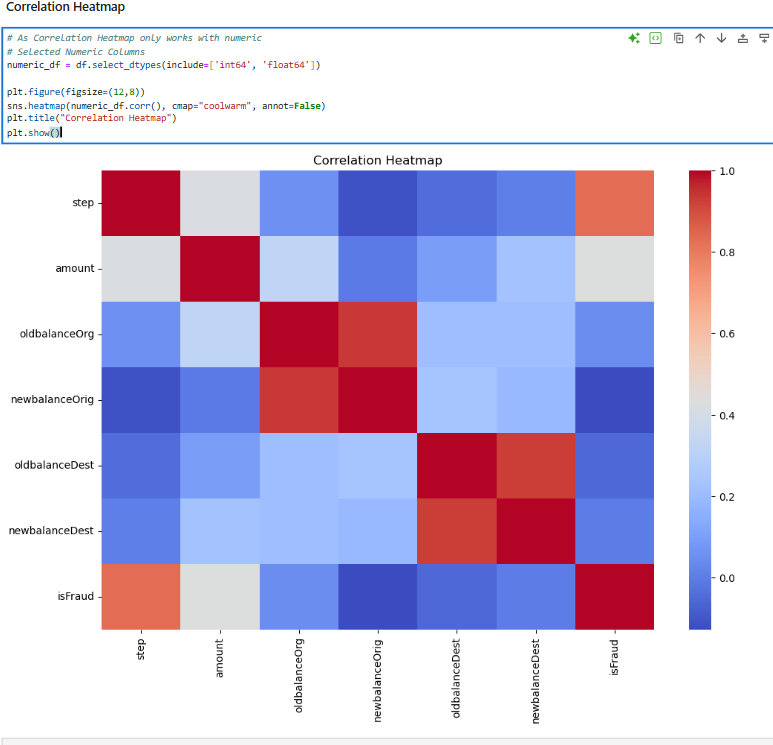 Correlation Heatmap
# As Correlation Heatmap only works with numeric
# Selected Numeric Columns
numeric_df = df.select_dtypes(include=['int64', 'float64'])
plt.figure(figsize=(12,8))
sns.heatmap(numeric_df.corr(), cmap="coolwarm", annot=False)
plt.title("Correlation Heatmap")
plt.show()
Correlation Heatmap
step
amount
oldbalanceOrg
newbalanceOrig
oldbalanceDest
newbalanceDest
isFraud
step
amount
oldbalanceOrg
newbalanceOrig
oldbalanceDest
newbalanceDest
isFraud
1.0
0.8
0.6
0.4
0.2
0.0